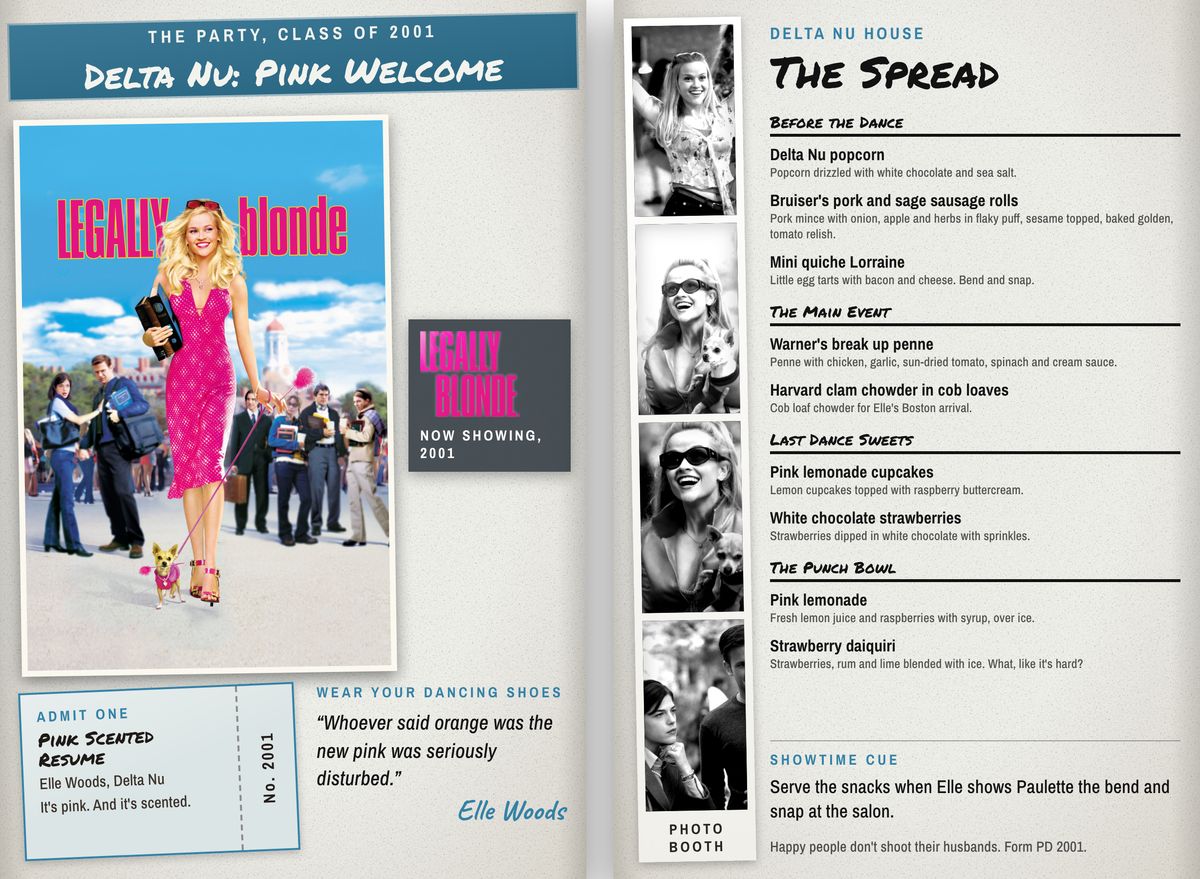 THE PARTY, CLASS OF 2001
DELTA NU: PINK WELCOME
LEGALLY blonde
LEGALLY
BLONDE
NOW SHOWING,
2001
ADMIT ONE
PINK SCENTED
RESUME
Elle Woods, Delta Nu
It's pink. And it's scented.
No. 2001
WEAR YOUR DANCING SHOES
“Whoever said orange was the
new pink was seriously
disturbed.”
Elle Woods
PHOTO
BOOTH
DELTA NU HOUSE
THE SPREAD
BEFORE THE DANCE
Delta Nu popcorn
Popcorn drizzled with white chocolate and sea salt.
Bruiser's pork and sage sausage rolls
Pork mince with onion, apple and herbs in flaky puff, sesame topped, baked golden,
tomato relish.
Mini quiche Lorraine
Little egg tarts with bacon and cheese. Bend and snap.
THE MAIN EVENT
Warner's break up penne
Penne with chicken, garlic, sun-dried tomato, spinach and cream sauce.
Harvard clam chowder in cob loaves
Cob loaf chowder for Elle's Boston arrival.
LAST DANCE SWEETS
Pink lemonade cupcakes
Lemon cupcakes topped with raspberry buttercream.
White chocolate strawberries
Strawberries dipped in white chocolate with sprinkles.
THE PUNCH BOWL
Pink lemonade
Fresh lemon juice and raspberries with syrup, over ice.
Strawberry daiquiri
Strawberries, rum and lime blended with ice. What, like it's hard?
SHOWTIME CUE
Serve the snacks when Elle shows Paulette the bend and
snap at the salon.
Happy people don't shoot their husbands. Form PD 2001.